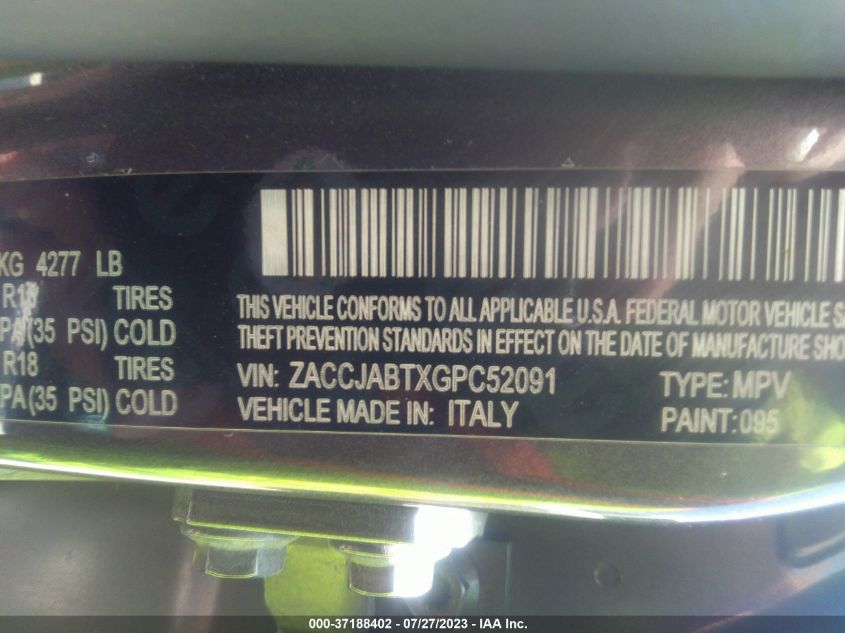 KG 4277 LB
TIRES
PA (35 PSI) COLD
R18 TIRES
PA (35 PSI) COLD
THIS VEHICLE CONFORMS TO ALL APPLICABLE U.S.A. FEDERAL MOTOR VEHICLE
THEFT PREVENTION STANDARDS IN EFFECT ON THE DATE OF MANUFACTURE
VIN: ZACCJABTXGPC52091 TYPE: MPV
VEHICLE MADE IN: ITALY PAINT: 095
000-37188402 / 07/27/2023 - IAA Inc.